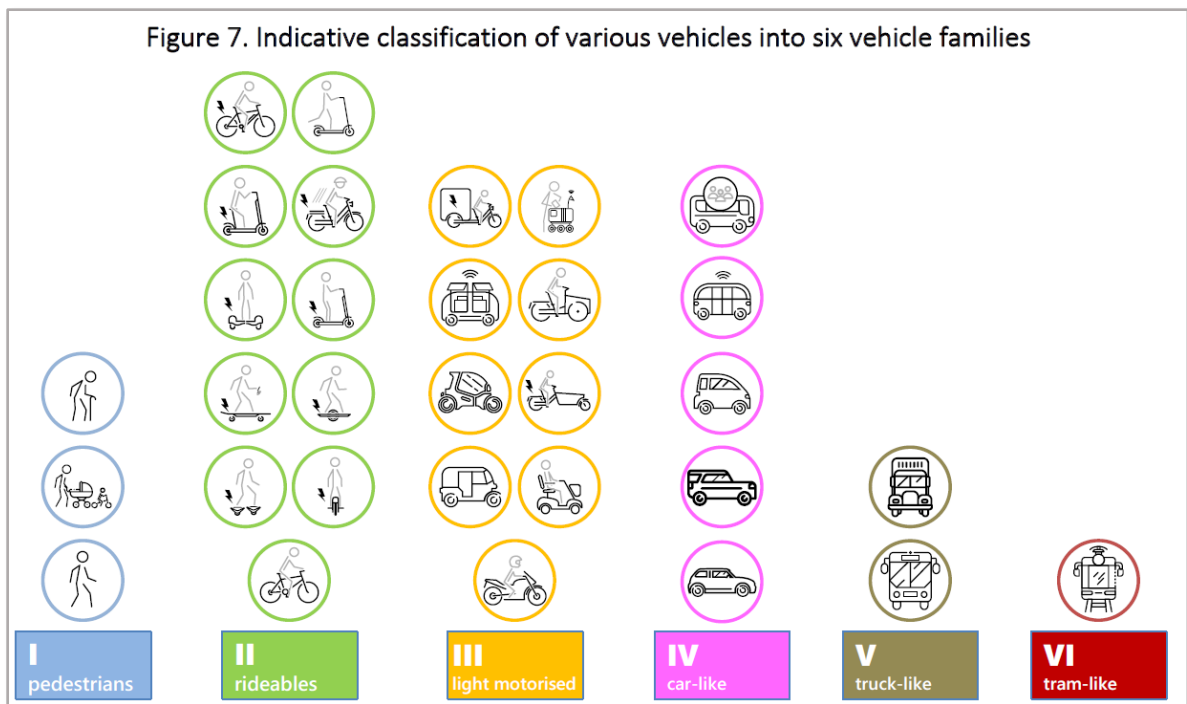 Figure 7. Indicative classification of various vehicles into six vehicle families
I
pedestrians
II
rideables
III
light motorised
IV
car-like
V
truck-like
VI
tram-like